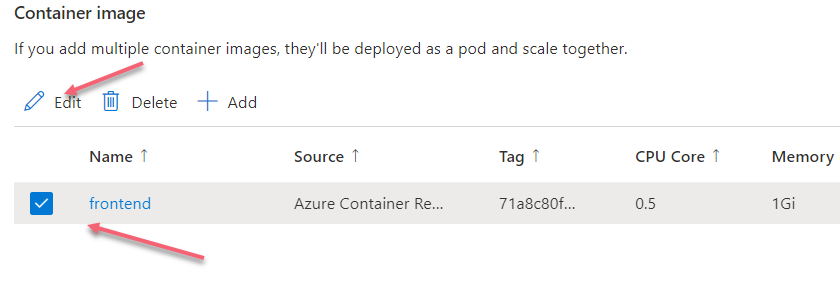 Container image
If you add multiple container images, they'll be deployed as a pod and scale together.
Edit Delete Add
Name ↑ Source ↑ Tag ↑ CPU Core ↑ Memory
frontend Azure Container Re... 71a8c80f... 0.5 1Gi